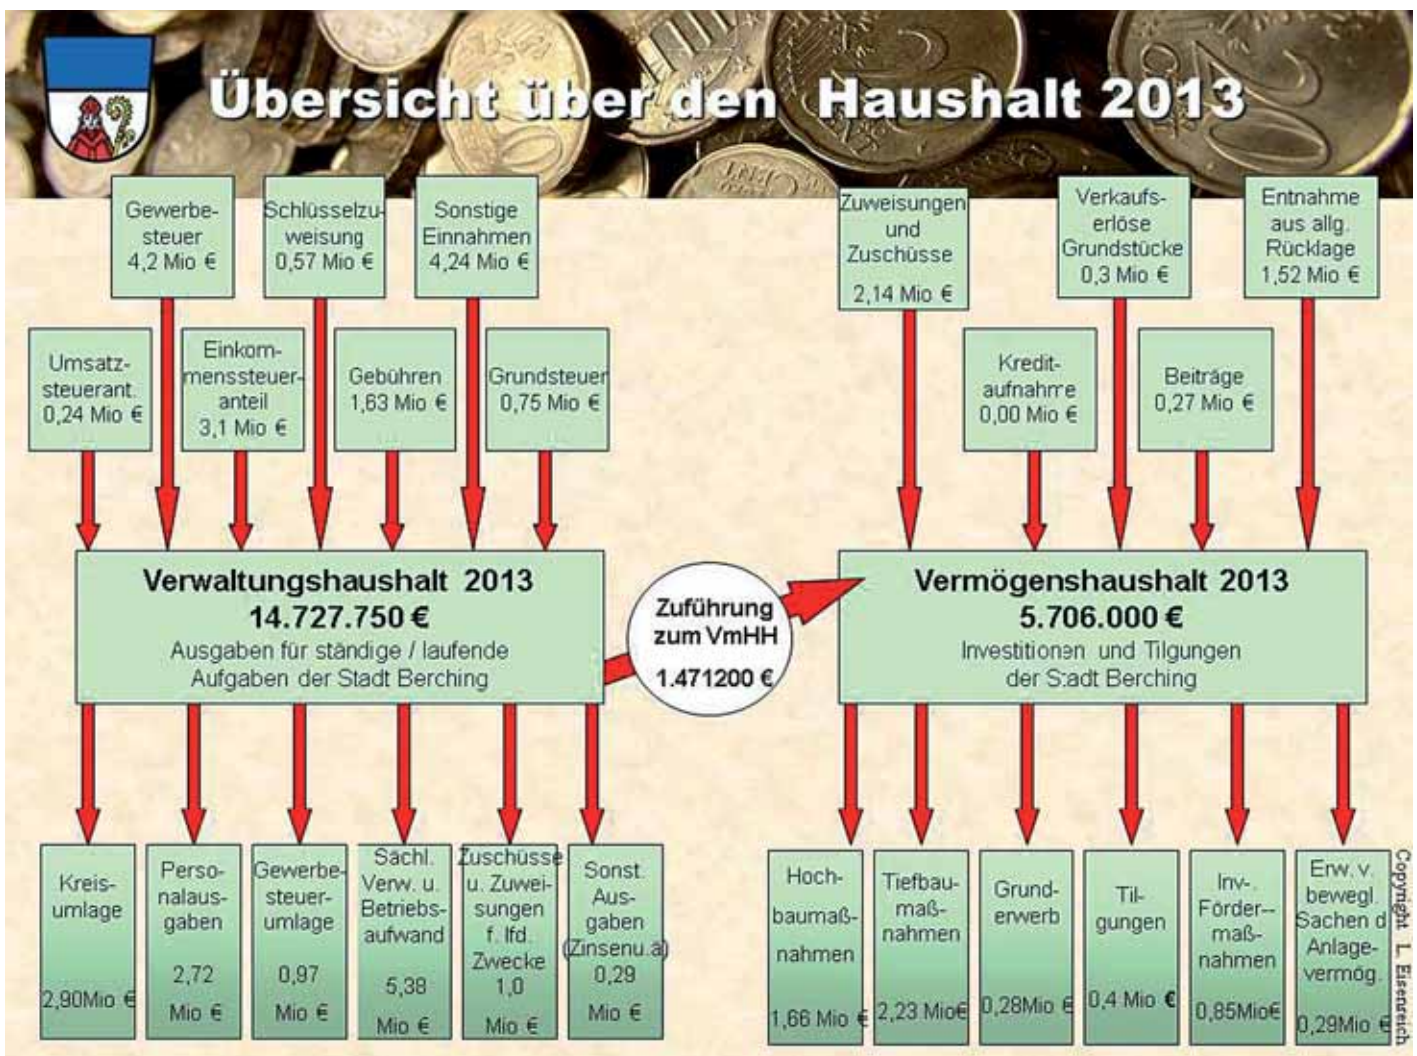 Übersicht über den Haushalt 2013
Gewerbe-
steuer
4,2 Mio €
Schlüsselzu-
weisung
0,57 Mio €
Sonstige
Einnahmen
4,24 Mio €
Umsatz-
steuerant.
0,24 Mio €
Einkom-
menssteuer-
anteil
3,1 Mio €
Gebühren
1,63 Mio €
Grundsteuer
0,75 Mio €
Zuweisungen
und
Zuschüsse
2,14 Mio €
Verkaufs-
erlöse
Grundstücke
0,3 Mio €
Entnahme
aus allg.
Rücklage
1,52 Mio €
Kredit-
aufnahme
0,00 Mio €
Beiträge
0,27 Mio €
Verwaltungshaushalt 2013
14.727.750 €
Ausgaben für ständige / laufende
Aufgaben der Stadt Berching
Zuführung
zum VmHH
1.471200 €
Vermögenshaushalt 2013
5.706.000 €
Investitionen und Tilgungen
der Stadt Berching
Kreis-
umlage
2,90Mio €
Perso-
nalaus-
gaben
2,72
Mio €
Gewerbe-
steuer-
umlage
0,97
Mio €
Sächl.
Verw. u.
Betriebs-
aufwand
5,38
Mio €
Zuschüsse
u. Zuwei-
sungen
f. lfd.
Zwecke
1,0
Mio €
Sonst.
Aus-
gaben
(Zinsenu.ä)
0,29
Mio €
Hoch-
baumaß-
nahmen
1,66 Mio €
Tiefbau-
maß-
nahmen
2,23 Mio€
Grund-
erwerb
0,28Mio €
Til-
gungen
0,4 Mio €
Inv-.
Förder--
maß-
nahmen
0,85Mio€
Erw. v.
bewegl.
Sachen d
Anlage-
vermög.
0,29Mio €
Copyright L. Eisenreich